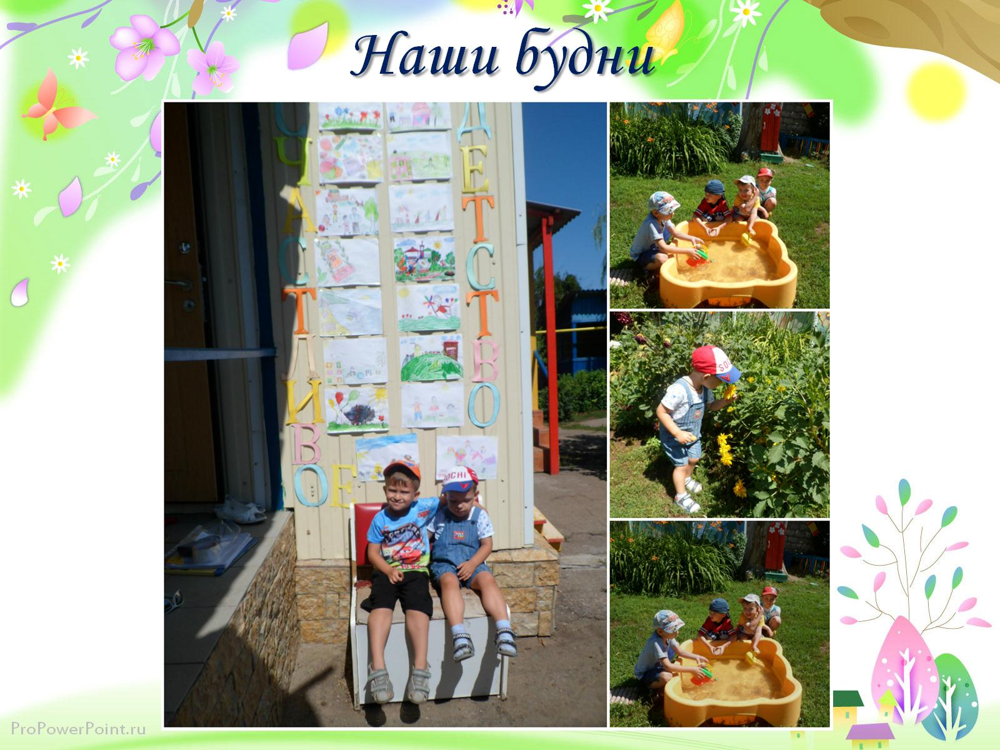 Наши будни
СЧАСТЛИВОЕ
ДЕТСТВО
SOCHI
ProPowerPoint.ru